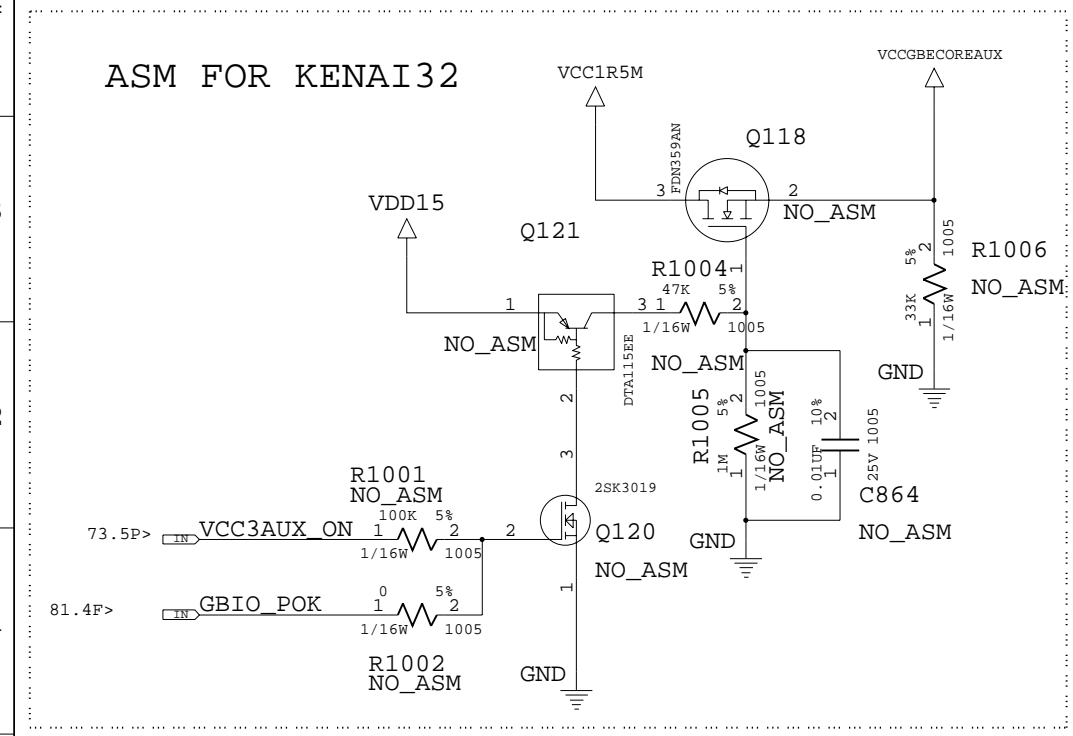 ASM FOR KENAI32
VCC1R5M
VCCGBECOREAUX
FDN359AN
Q118
3
2
NO_ASM
1
VDD15
Q121
1
3
NO_ASM
DTA115EE
2
R1004
47K 5%
1 2
1/16W 1005
NO_ASM
R1006
NO_ASM
33K 5%
1 2
1/16W 1005
GND
R1005
1M 5%
1 2
1/16W 1005
NO_ASM
0.01UF 10%
1 2
25V 1005
C864
NO_ASM
GND
3
2SK3019
2
Q120
NO_ASM
1
GND
R1001
NO_ASM
100K 5%
73.5P> IN VCC3AUX_ON 1 2
1/16W 1005
0 5%
81.4F> IN GBIO_POK 1 2
1/16W 1005
R1002
NO_ASM